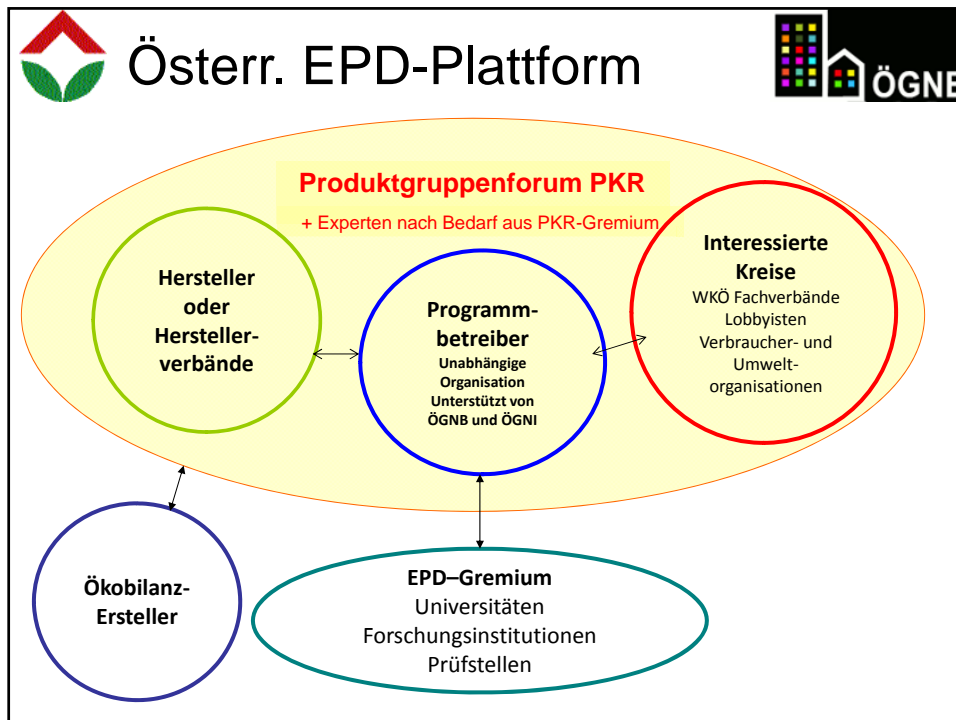 Österr. EPD-Plattform
ÖGNB
Produktgruppenforum PKR
+ Experten nach Bedarf aus PKR-Gremium
Hersteller
oder
Hersteller-
verbände
Programm-
betreiber
Unabhängige
Organisation
Unterstützt von
ÖGNB und ÖGNI
Interessierte
Kreise
WKÖ Fachverbände
Lobbyisten
Verbraucher- und
Umwelt-
organisationen
Ökobilanz-
Ersteller
EPD–Gremium
Universitäten
Forschungsinstitutionen
Prüfstellen